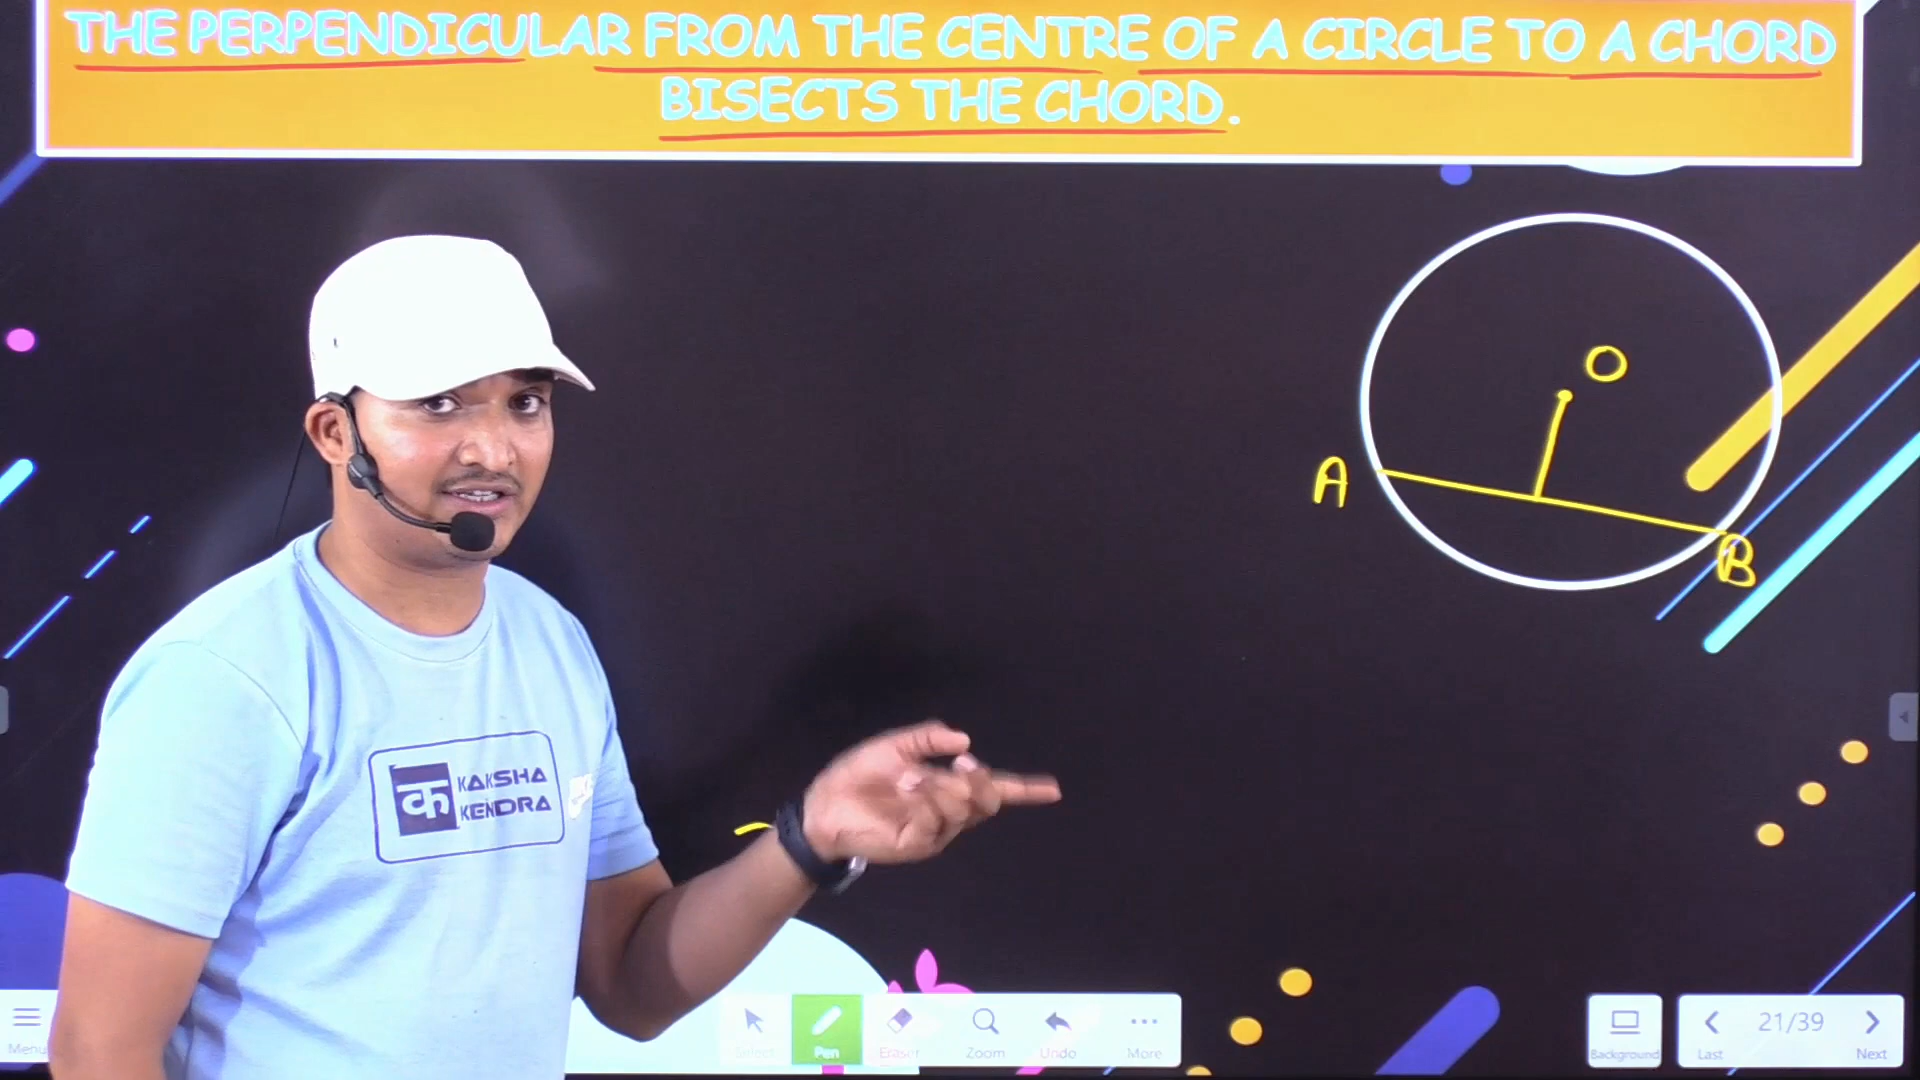 THE PERPENDICULAR FROM THE CENTRE OF A CIRCLE TO A CHORD
BISECTS THE CHORD.
O
A
B
क KAKSHA
KENDRA
Menu
Select
Pen
Eraser
Zoom
Undo
More
Background
21/39
Last
Next